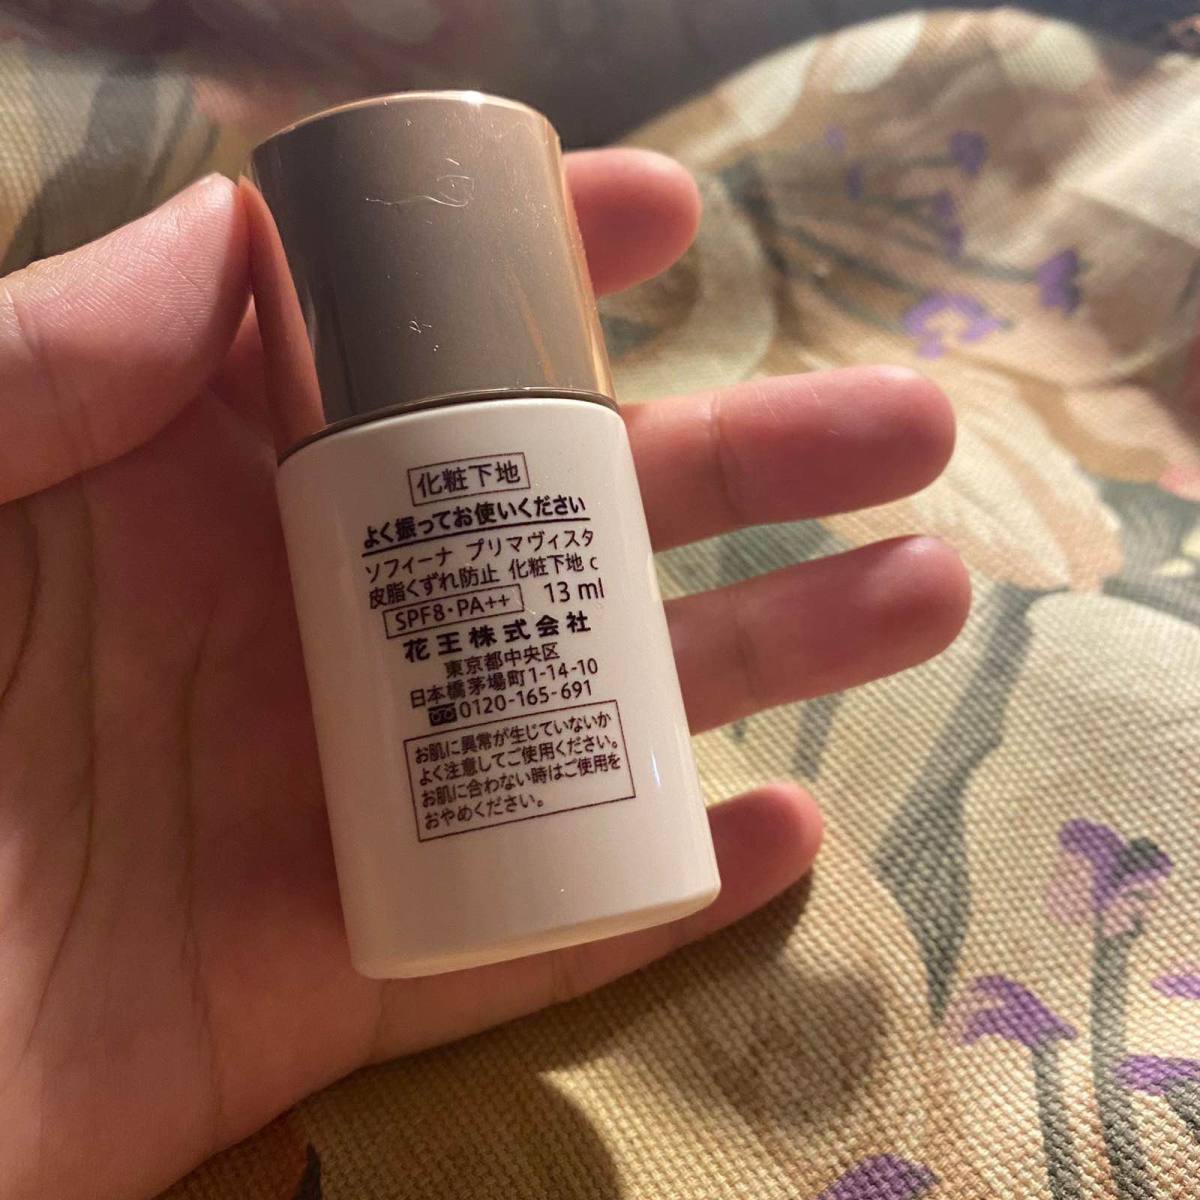 化粧下地
よく振ってお使いください
ソフィーナ プリマヴィスタ
皮脂くずれ防止 化粧下地 c
SPF8・PA++ 13 ml
花王株式会社
東京都中央区
日本橋茅場町1-14-10
0120-165-691
お肌に異常が生じていないか
よく注意してご使用ください。
お肌に合わない時はご使用を
おやめください。